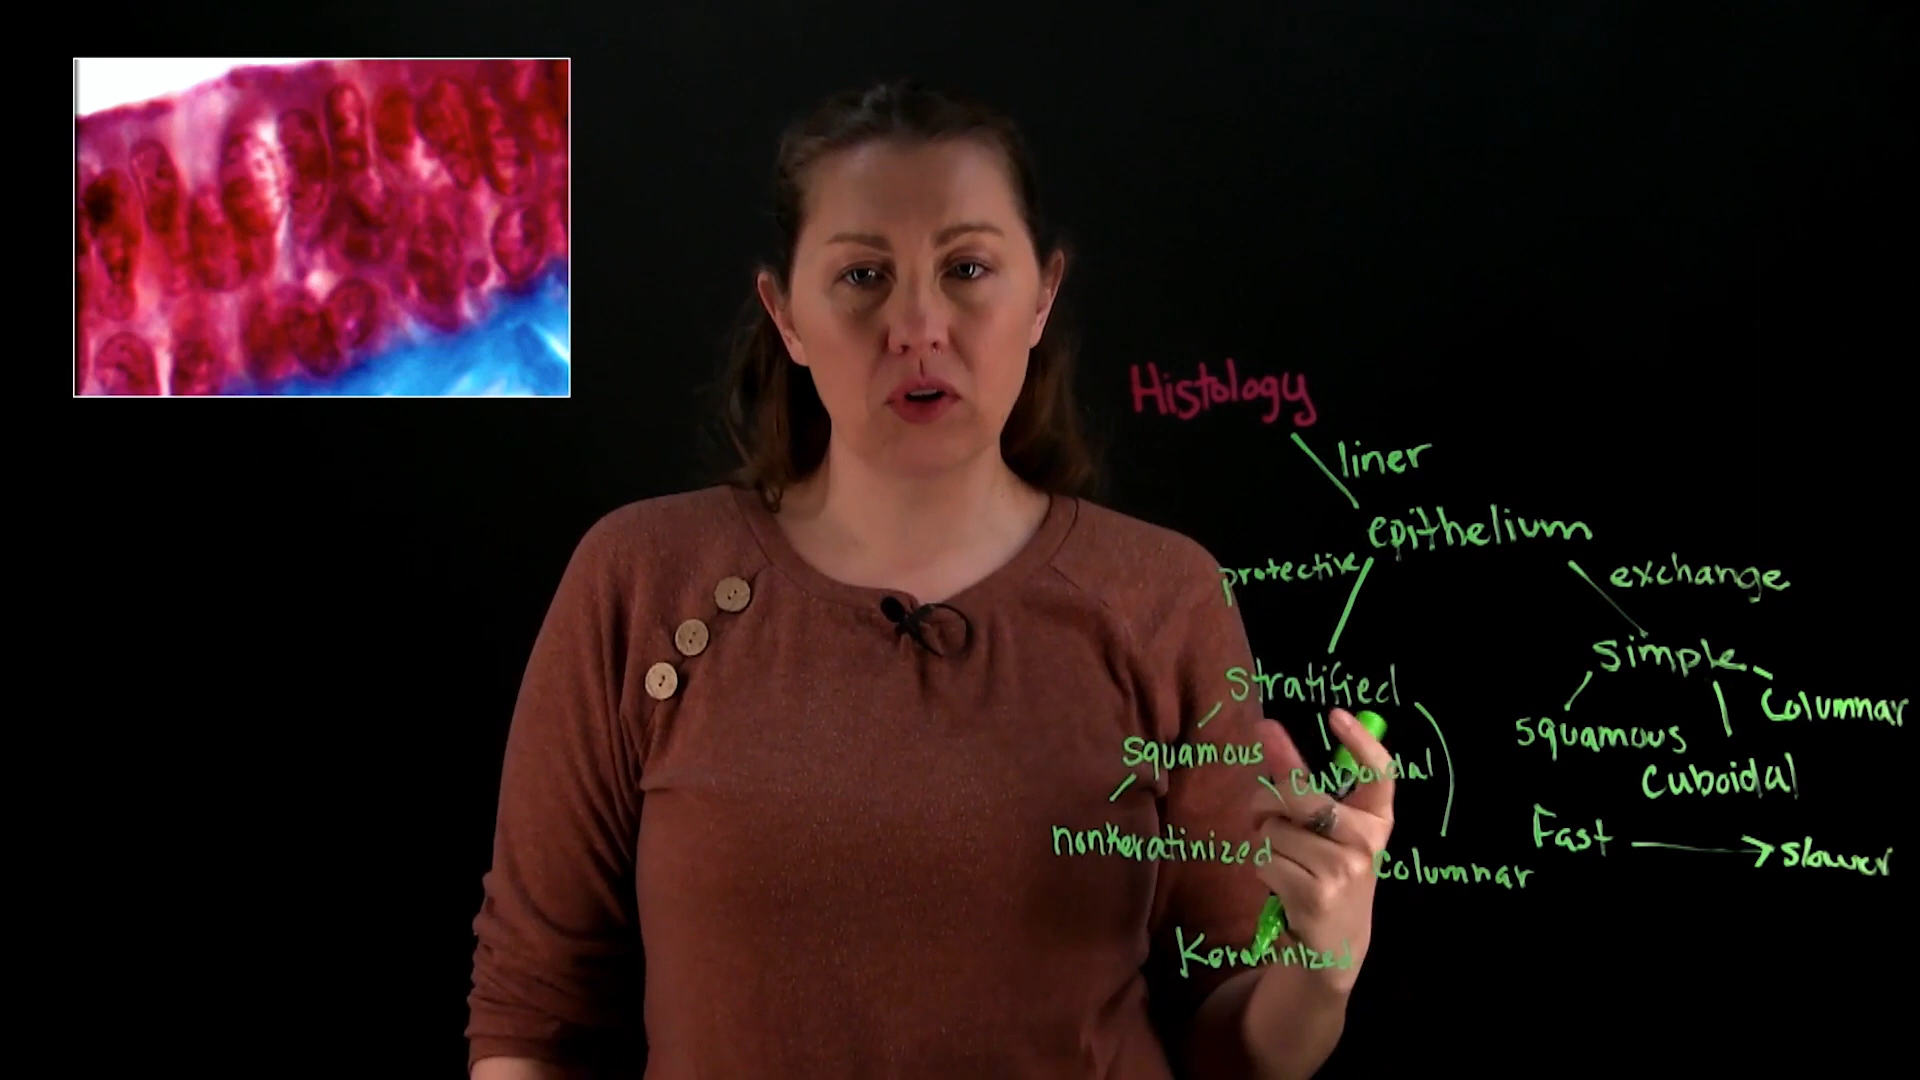 Histology
liner
epithelium
protective
exchange
stratified
simple
squamous
cuboidal
columnar
squamous
cuboidal
Columnar
nonkeratinized
Keratinized
Fast → slower